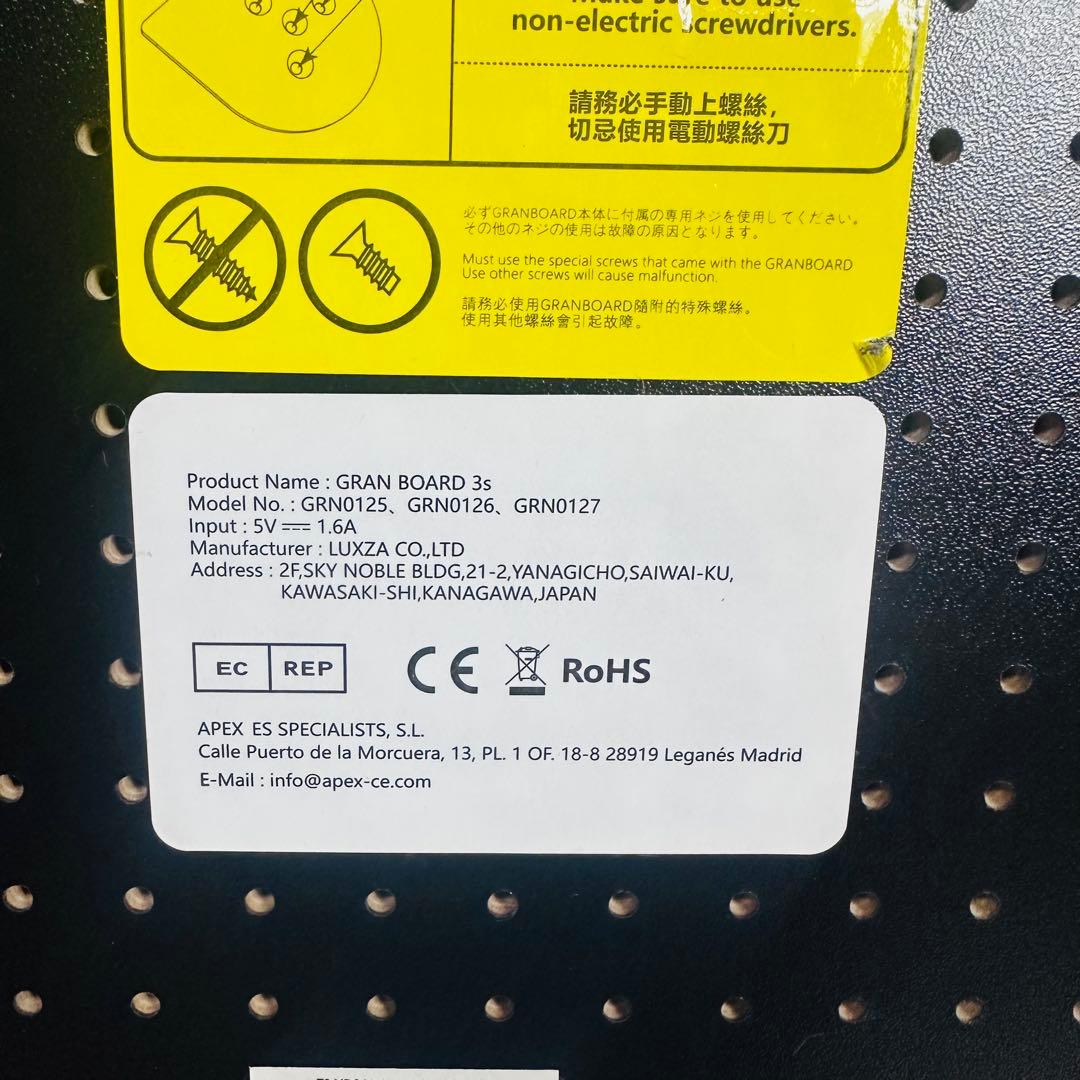 Make sure to use
non-electric screwdrivers.
請務必手動上螺絲,
切忌使用電動螺絲刀
必ずGRANBOARD本体に付属の専用ネジを使用してください。
その他のネジの使用は故障の原因となります。
Must use the special screws that came with the GRANBOARD
Use other screws will cause malfunction.
請務必使用GRANBOARD隨附的特殊螺絲。
使用其他螺絲會引起故障。
Product Name : GRAN BOARD 3s
Model No. : GRN0125、GRN0126、GRN0127
Input : 5V ⎓ 1.6A
Manufacturer : LUXZA CO.,LTD
Address : 2F,SKY NOBLE BLDG,21-2,YANAGICHO,SAIWAI-KU,
KAWASAKI-SHI,KANAGAWA,JAPAN
EC REP
CE RoHS
APEX ES SPECIALISTS, S.L.
Calle Puerto de la Morcuera, 13, PL. 1 OF. 18-8 28919 Leganés Madrid
E-Mail : info@apex-ce.com